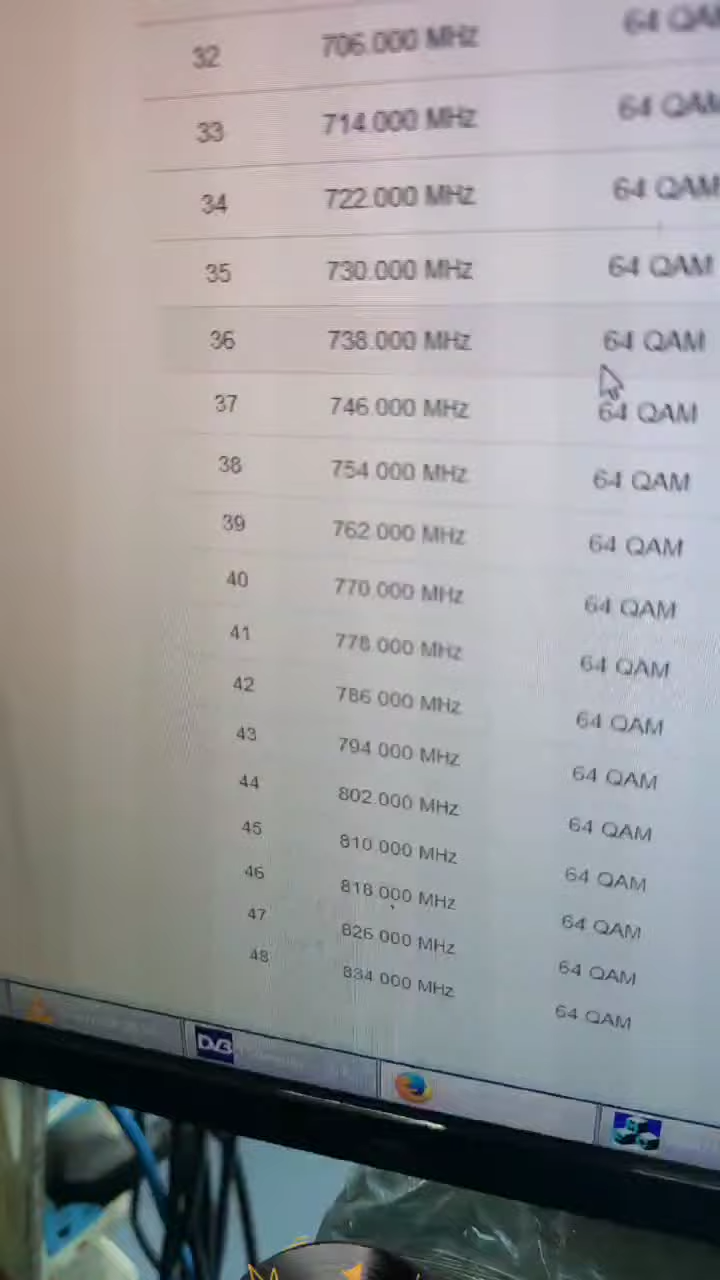 32 706.000 MHz 64 QAM
33 714.000 MHz 64 QAM
34 722.000 MHz 64 QAM
35 730.000 MHz 64 QAM
36 738.000 MHz 64 QAM
37 746.000 MHz 64 QAM
38 754.000 MHz 64 QAM
39 762.000 MHz 64 QAM
40 770.000 MHz 64 QAM
41 778.000 MHz 64 QAM
42 786.000 MHz 64 QAM
43 794.000 MHz 64 QAM
44 802.000 MHz 64 QAM
45 810.000 MHz 64 QAM
46 818.000 MHz 64 QAM
47 826.000 MHz 64 QAM
48 834.000 MHz 64 QAM
DVB